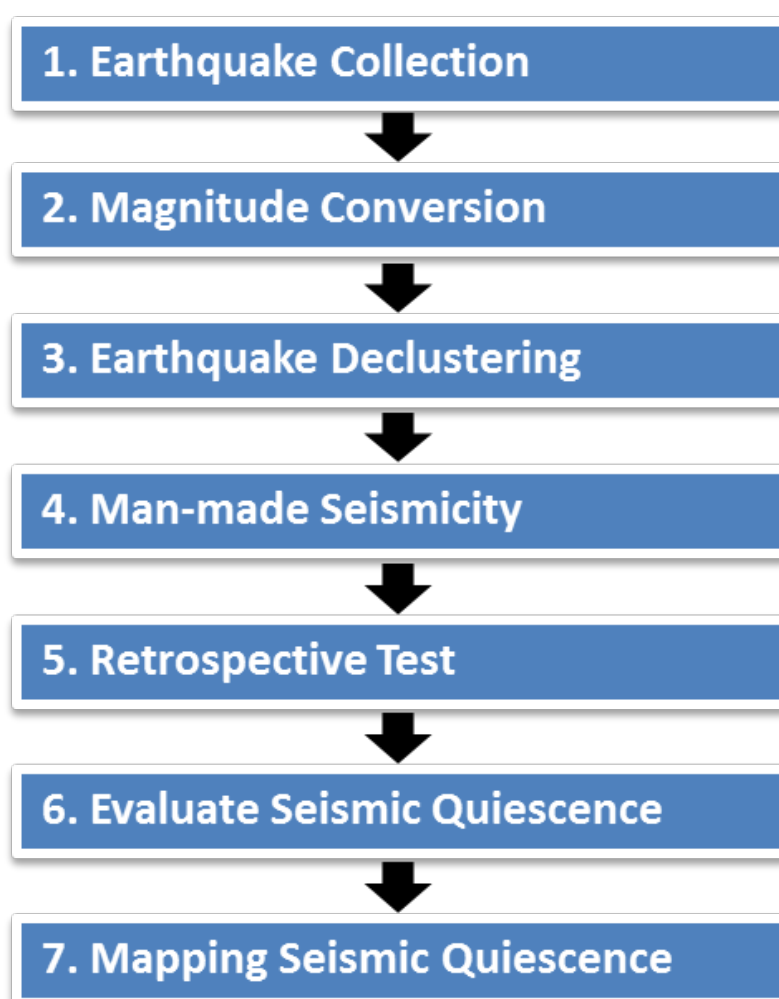 1. Earthquake Collection
2. Magnitude Conversion
3. Earthquake Declustering
4. Man-made Seismicity
5. Retrospective Test
6. Evaluate Seismic Quiescence
7. Mapping Seismic Quiescence